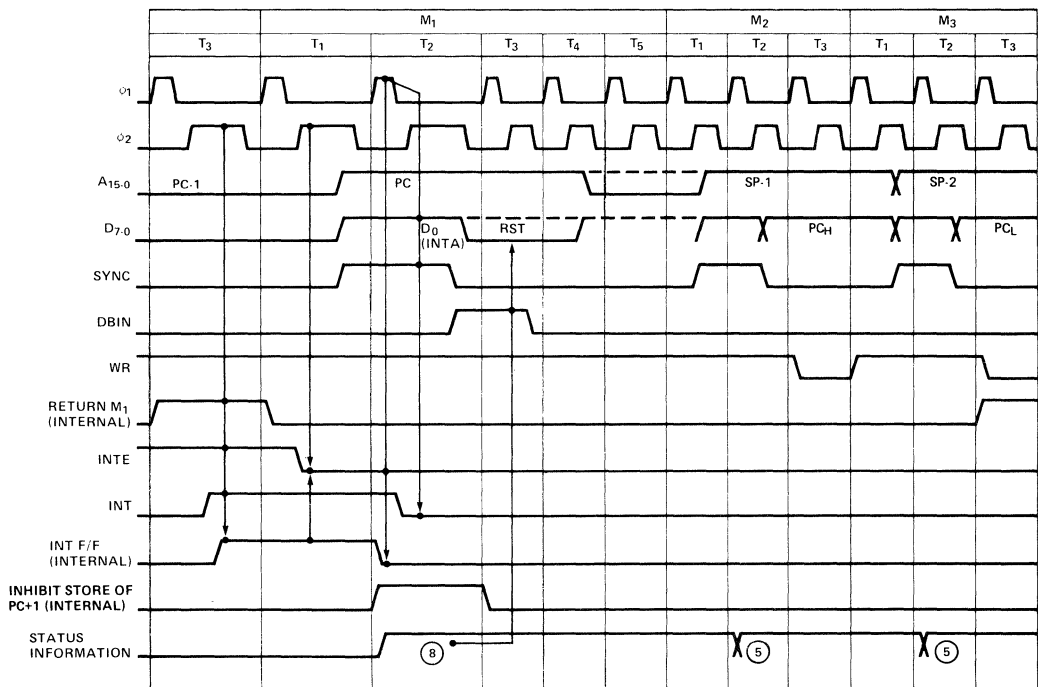 M1 M2 M3
T3 T1 T2 T3 T4 T5 T1 T2 T3 T1 T2 T3
φ1
φ2
A15-0 PC-1 PC SP-1 SP-2
D7-0 D0 (INTA) RST PCH PCL
SYNC
DBIN
WR
RETURN M1
(INTERNAL)
INTE
INT
INT F/F
(INTERNAL)
INHIBIT STORE OF
PC+1 (INTERNAL)
STATUS
INFORMATION 8 5 5